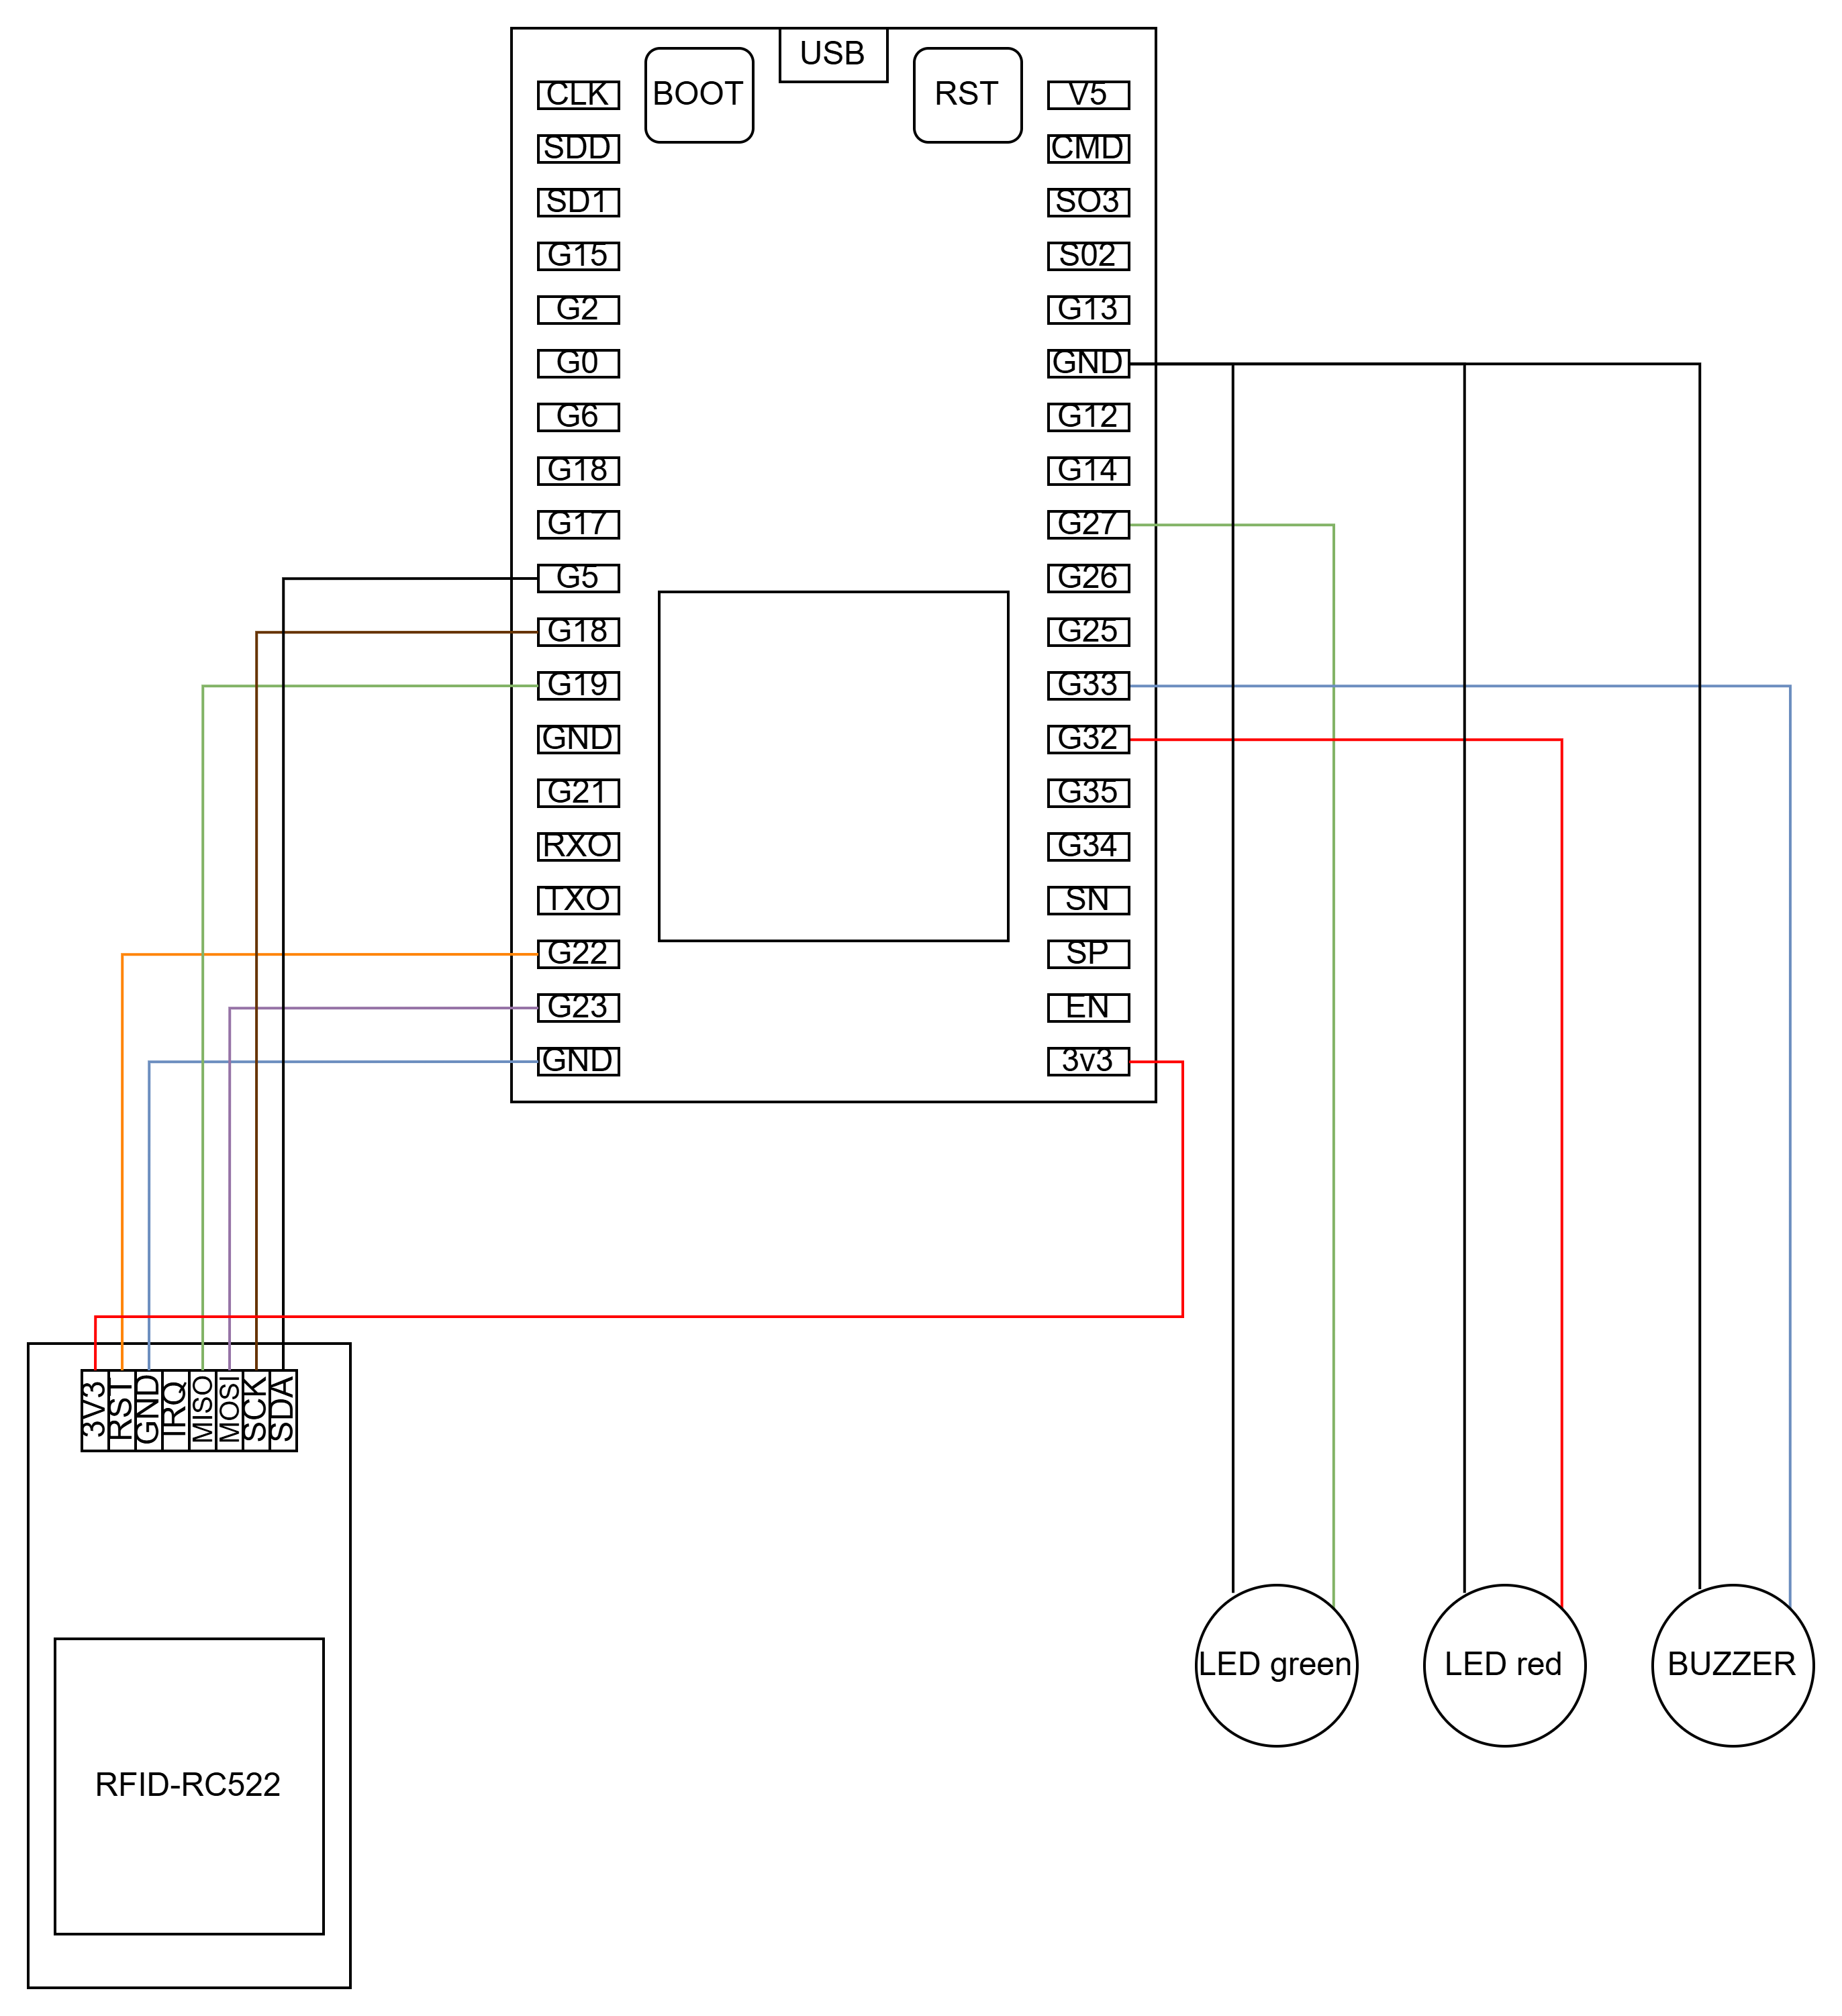 USB
BOOT
RST
CLK
SDD
SD1
G15
G2
G0
G6
G18
G17
G5
G18
G19
GND
G21
RXO
TXO
G22
G23
GND
V5
CMD
SO3
S02
G13
GND
G12
G14
G27
G26
G25
G33
G32
G35
G34
SN
SP
EN
3v3
3V3
RST
GND
IRQ
MISO
MOSI
SCK
SDA
RFID-RC522
LED green
LED red
BUZZER